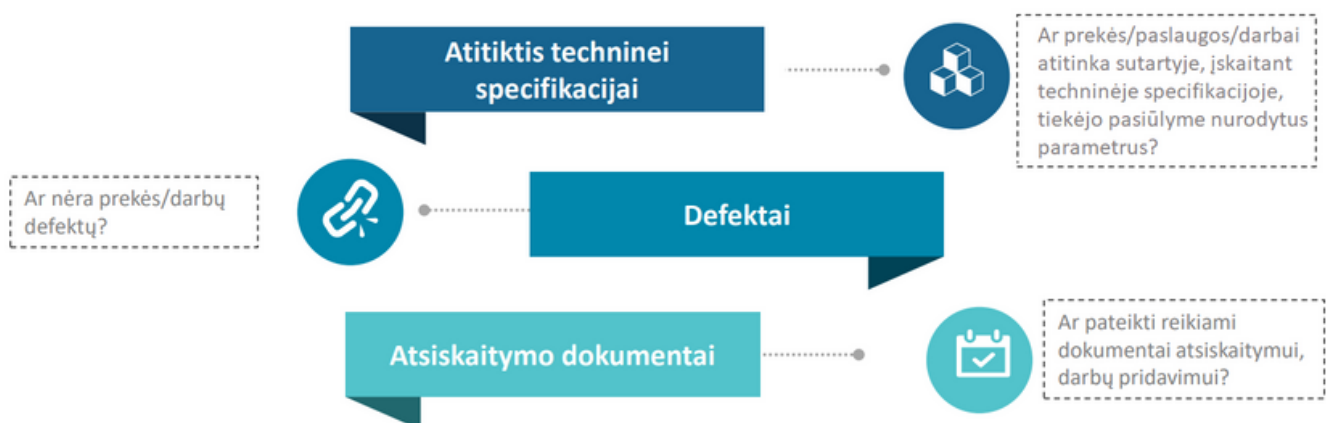 Atitiktis techninei
specifikacijai
Ar prekės/paslaugos/darbai
atitinka sutartyje, įskaitant
techninėje specifikacijoje,
tiekėjo pasiūlyme nurodytus
parametrus?
Ar nėra prekės/darbų
defektų?
Defektai
Atsiskaitymo dokumentai
Ar pateikti reikiami
dokumentai atsiskaitymui,
darbų pridavimui?